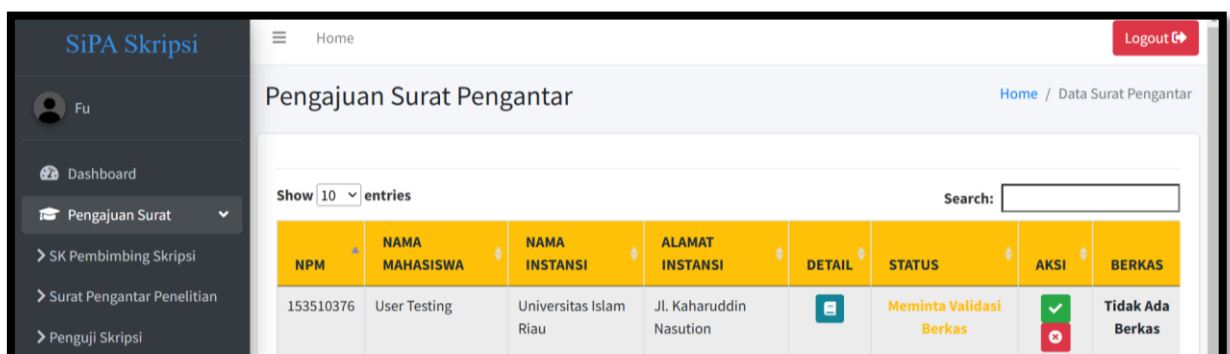 SiPA Skripsi
Home
Logout
Fu
Pengajuan Surat Pengantar
Home / Data Surat Pengantar
Dashboard
Pengajuan Surat
SK Pembimbing Skripsi
Surat Pengantar Penelitian
Penguji Skripsi
Show 10 entries
Search:
NPM
NAMA
MAHASISWA
NAMA
INSTANSI
ALAMAT
INSTANSI
DETAIL
STATUS
AKSI
BERKAS
153510376
User Testing
Universitas Islam
Riau
Jl. Kaharuddin
Nasution
Meminta Validasi
Berkas
Tidak Ada
Berkas